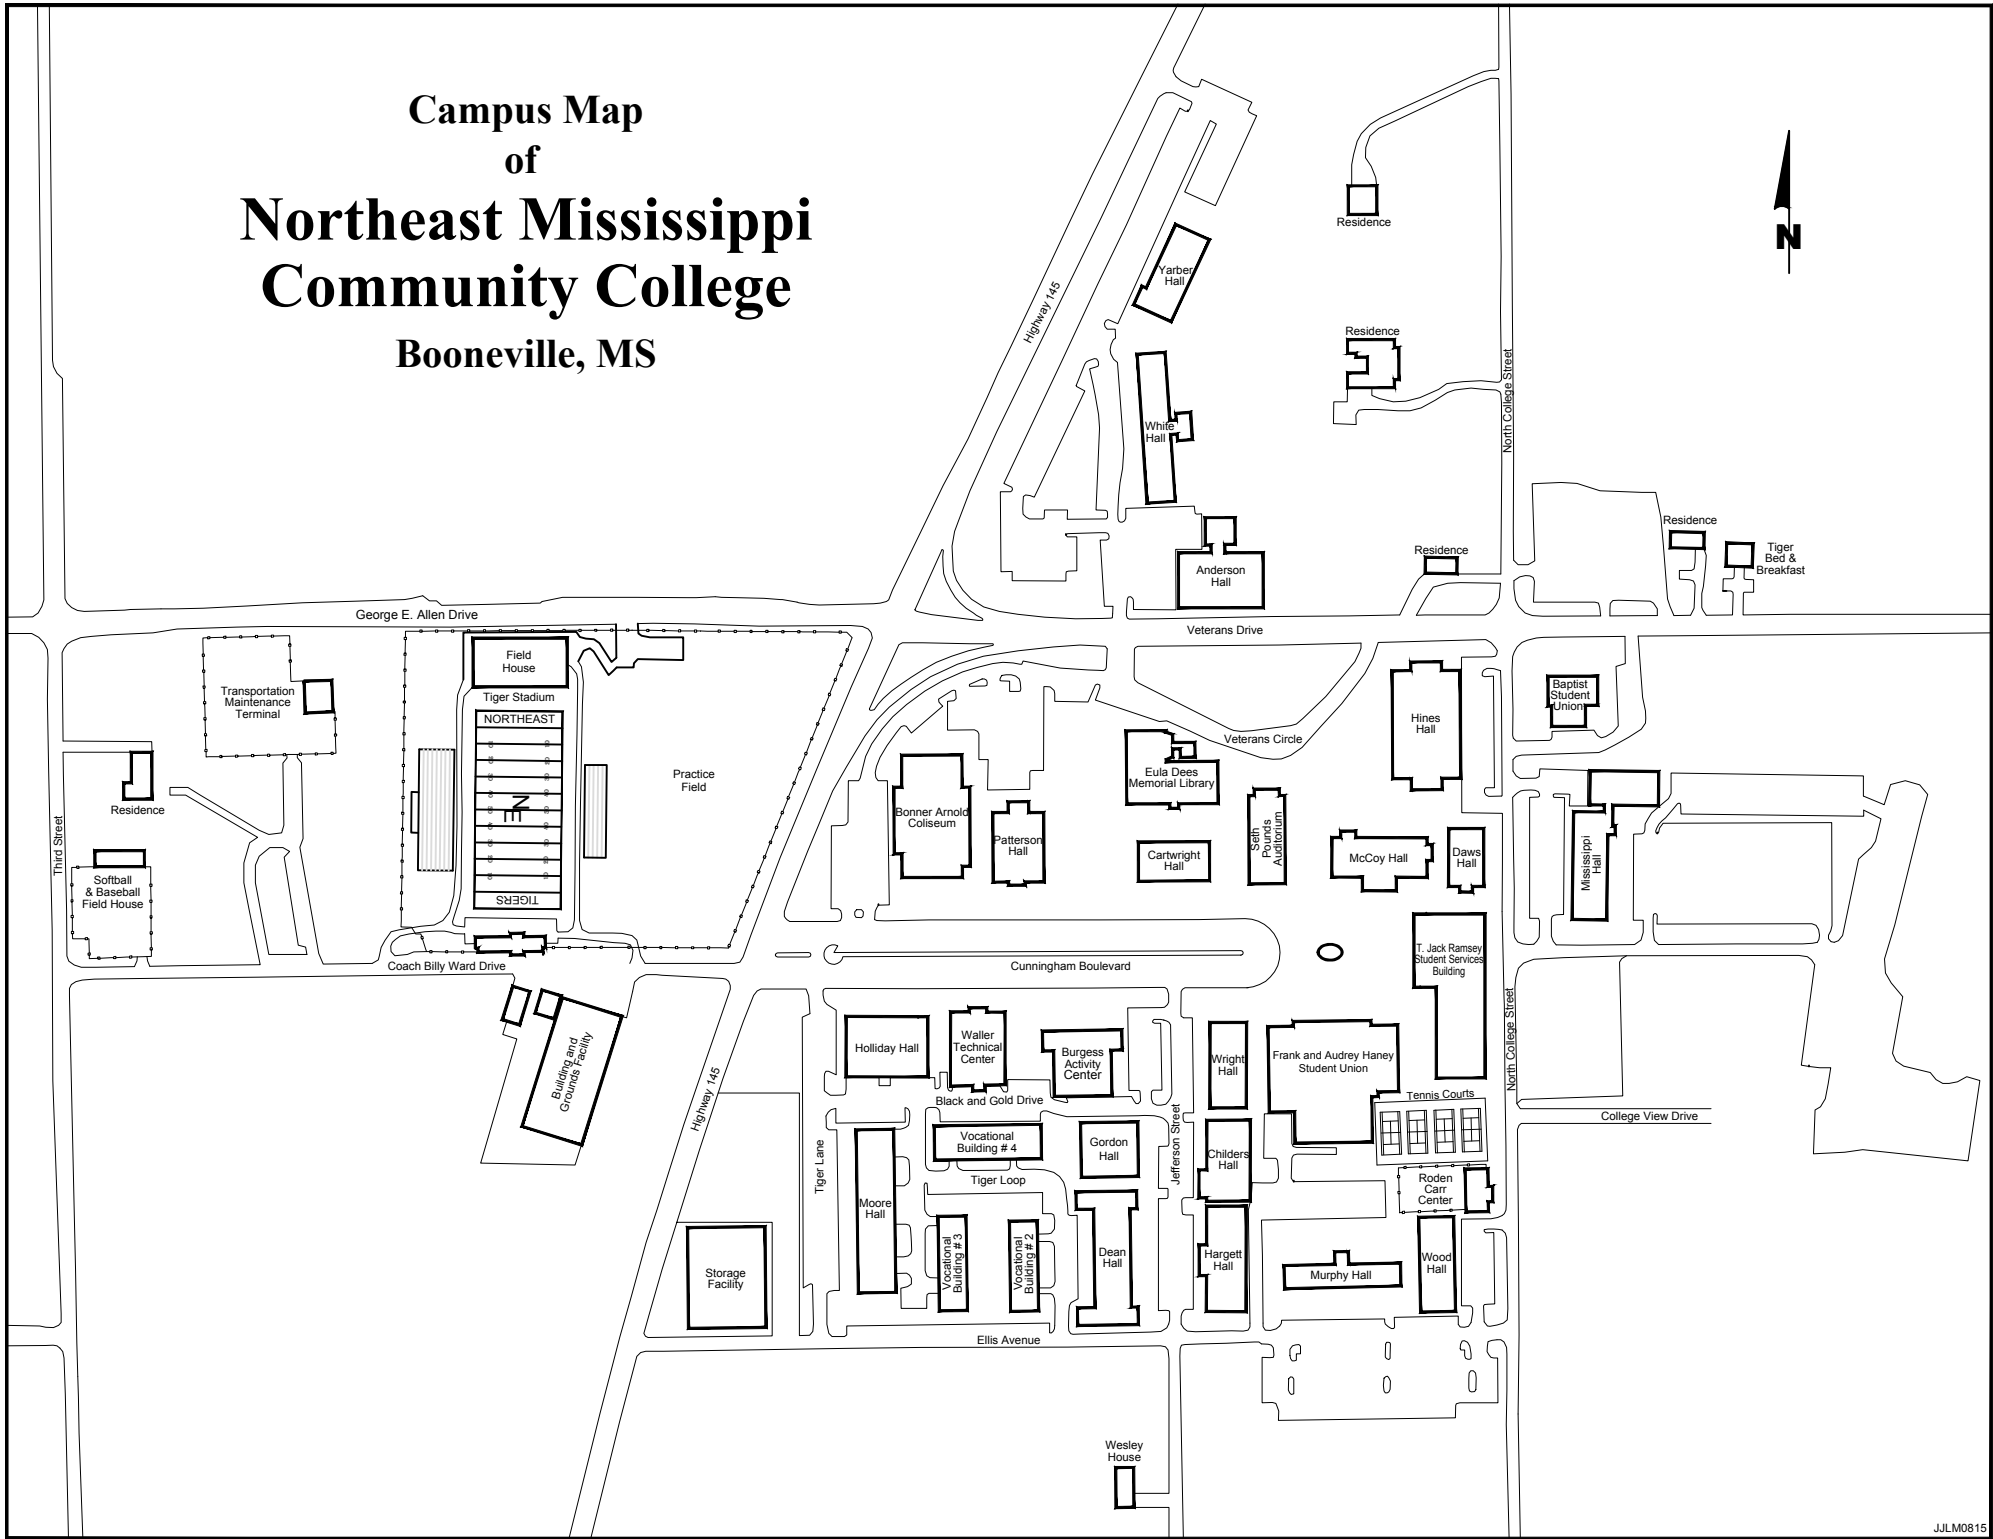 Campus Map
of
Northeast Mississippi
Community College
Booneville, MS
N
Residence
Yarber
Hall
Highway 145
Residence
North College Street
White
Hall
Residence
Tiger
Bed &
Breakfast
Residence
Anderson
Hall
George E. Allen Drive
Veterans Drive
Field
House
Tiger Stadium
NORTHEAST
NE
TIGERS
Transportation
Maintenance
Terminal
Residence
Third Street
Softball
& Baseball
Field House
Practice
Field
Coach Billy Ward Drive
Building and
Grounds Facility
Baptist
Student
Union
Hines
Hall
Veterans Circle
Eula Dees
Memorial Library
Bonner Arnold
Coliseum
Patterson
Hall
Cartwright
Hall
Seth
Pounds
Auditorium
McCoy Hall
Daws
Hall
Mississippi
Hall
T. Jack Ramsey
Student Services
Building
Cunningham Boulevard
North College Street
Holliday Hall
Waller
Technical
Center
Burgess
Activity
Center
Wright
Hall
Frank and Audrey Haney
Student Union
Black and Gold Drive
Tennis Courts
College View Drive
Highway 145
Tiger Lane
Jefferson Street
Vocational
Building # 4
Gordon
Hall
Childers
Hall
Tiger Loop
Moore
Hall
Roden
Carr
Center
Vocational
Building # 3
Vocational
Building # 2
Dean
Hall
Hargett
Hall
Murphy Hall
Wood
Hall
Storage
Facility
Ellis Avenue
Wesley
House
JJLM0815